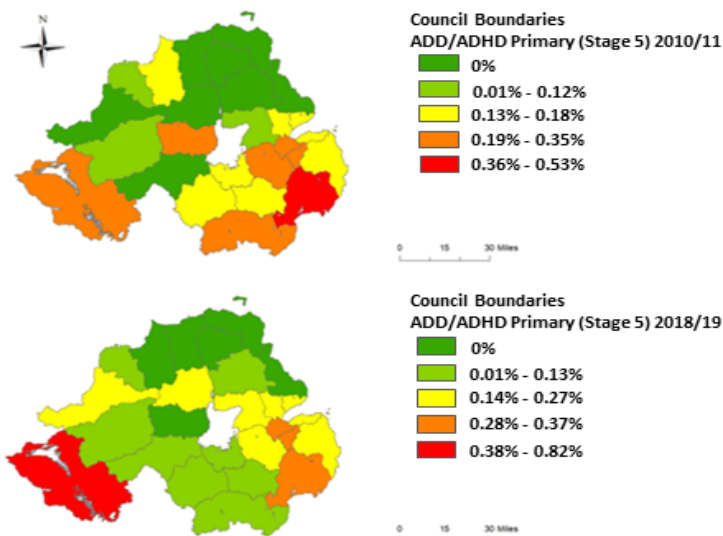 N
Council Boundaries
ADD/ADHD Primary (Stage 5) 2010/11
0%
0.01% - 0.12%
0.13% - 0.18%
0.19% - 0.35%
0.36% - 0.53%
0 15 30 Miles
Council Boundaries
ADD/ADHD Primary (Stage 5) 2018/19
0%
0.01% - 0.13%
0.14% - 0.27%
0.28% - 0.37%
0.38% - 0.82%
0 15 30 Miles